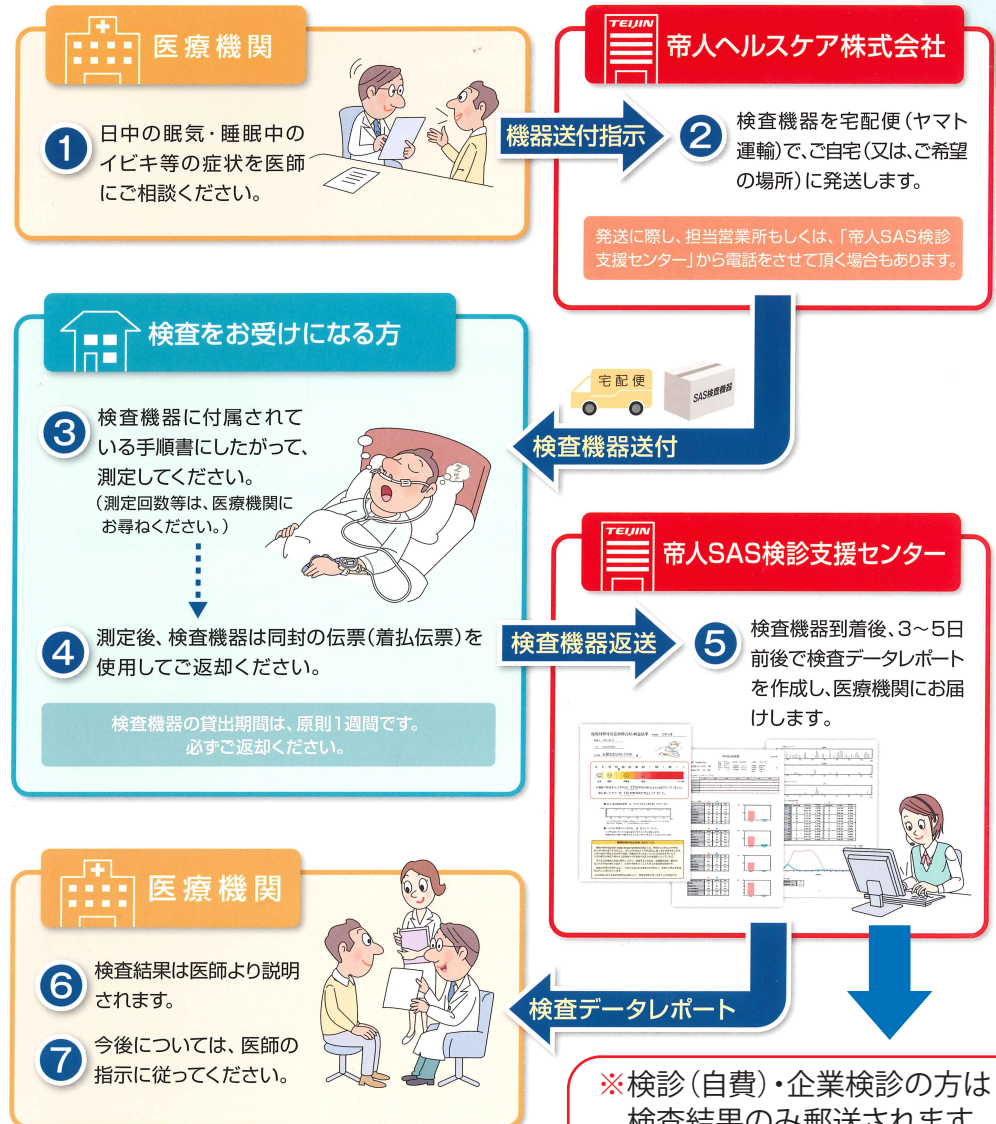 医療機関
① 日中の眠気・睡眠中の
イビキ等の症状を医師
にご相談ください。
機器送付指示
TEIJIN
帝人ヘルスケア株式会社
② 検査機器を宅配便(ヤマト
運輸)で、ご自宅(又は、ご希望
の場所)に発送します。
発送に際し、担当営業所もしくは、「帝人SAS検診
支援センター」から電話をさせて頂く場合もあります。
宅配便
SAS検査機器
検査機器送付
検査をお受けになる方
③ 検査機器に付属されて
いる手順書にしたがって、
測定してください。
(測定回数等は、医療機関に
お尋ねください。)
④ 測定後、検査機器は同封の伝票(着払伝票)を
使用してご返却ください。
検査機器の貸出期間は、原則1週間です。
必ずご返却ください。
検査機器返送
TEIJIN
帝人SAS検診支援センター
⑤ 検査機器到着後、3〜5日
前後で検査データレポート
を作成し、医療機関にお届
けします。
検査データレポート
医療機関
⑥ 検査結果は医師より説明
されます。
⑦ 今後については、医師の
指示に従ってください。
※検診(自費)・企業検診の方は
検査結果のみ郵送されます